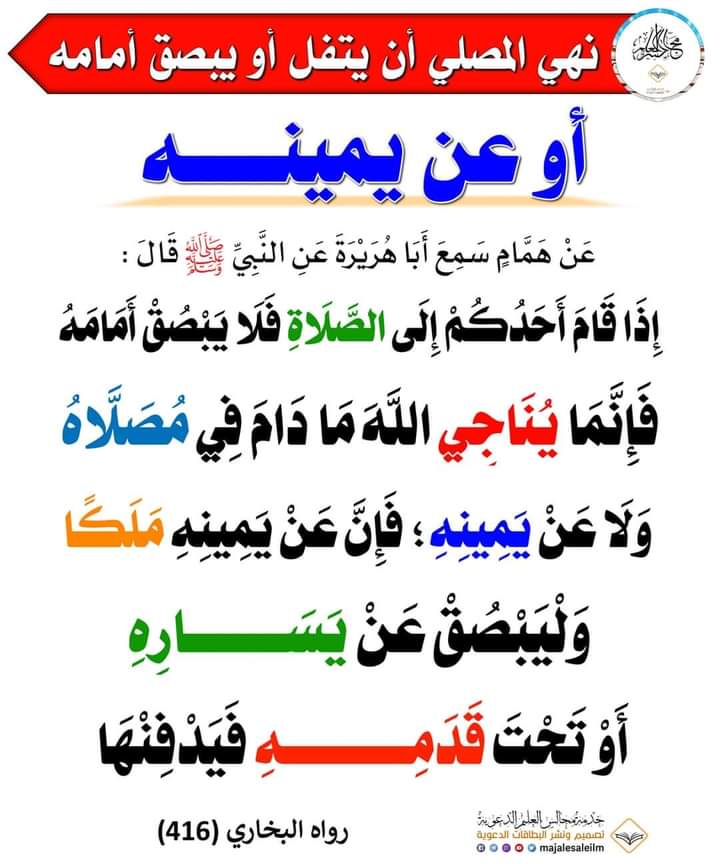 نهي المصلي أن يتفل أو يبصق أمامه
أو عن يمينـــــه
عَنْ هَمَّامٍ سَمِعَ أَبَا هُرَيْرَةَ عَنِ النَّبِيِّ ﷺ قَالَ :
إِذَا قَامَ أَحَدُكُمْ إِلَى الصَّلَاةِ فَلَا يَبْصُقْ أَمَامَهُ
فَإِنَّمَا يُنَاجِي اللَّهَ مَا دَامَ فِي مُصَلَّاهُ
وَلَا عَنْ يَمِينِهِ ؛ فَإِنَّ عَنْ يَمِينِهِ مَلَكًا
وَلْيَبْصُقْ عَنْ يَسَـــــارِهِ
أَوْ تَحْتَ قَدَمِـــــهِ فَيَدْفِنْهَا
رواه البخاري (416)
خدمة مجالس العلم الدعوية
تصميم ونشر البطاقات الدعوية
majalesaleilm